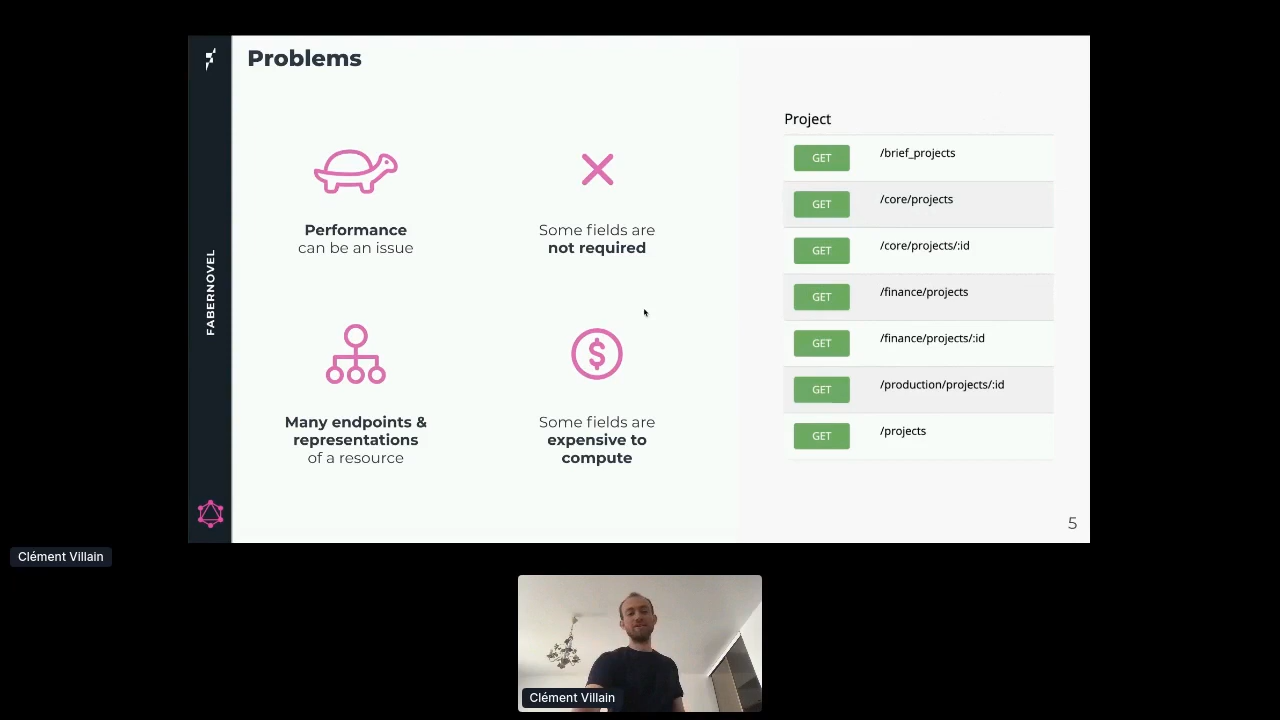 Problems
Performance
can be an issue
Some fields are
not required
Many endpoints &
representations
of a resource
Some fields are
expensive to
compute
Project
GET /brief_projects
GET /core/projects
GET /core/projects/:id
GET /finance/projects
GET /finance/projects/:id
GET /production/projects/:id
GET /projects
FABERNOVEL
5
Clément Villain
Clément Villain